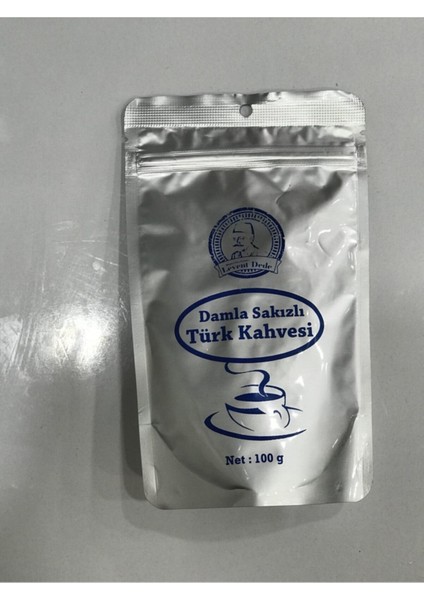 Levent Dede
Damla Sakızlı
Türk Kahvesi
Net : 100 g